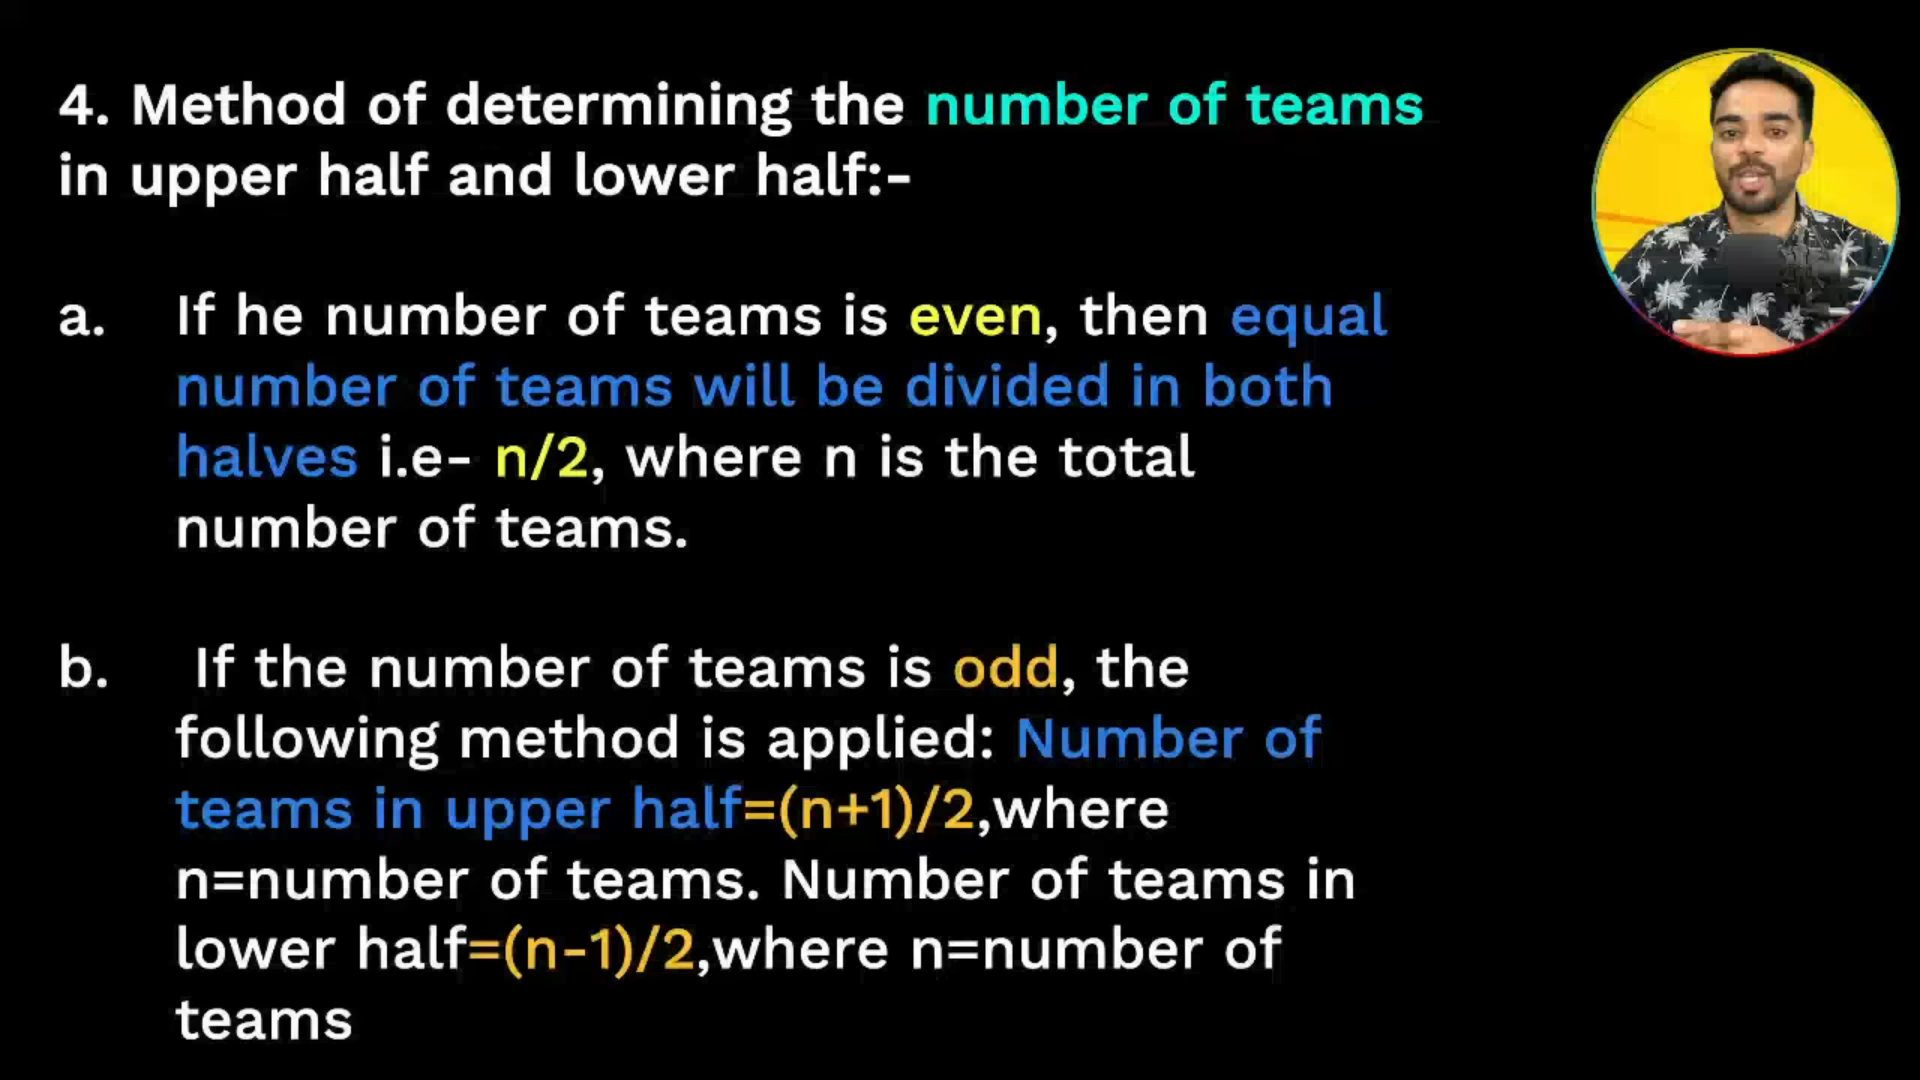 4. Method of determining the number of teams
in upper half and lower half:-
a. If he number of teams is even, then equal
number of teams will be divided in both
halves i.e- n/2, where n is the total
number of teams.
b. If the number of teams is odd, the
following method is applied: Number of
teams in upper half=(n+1)/2,where
n=number of teams. Number of teams in
lower half=(n-1)/2,where n=number of
teams